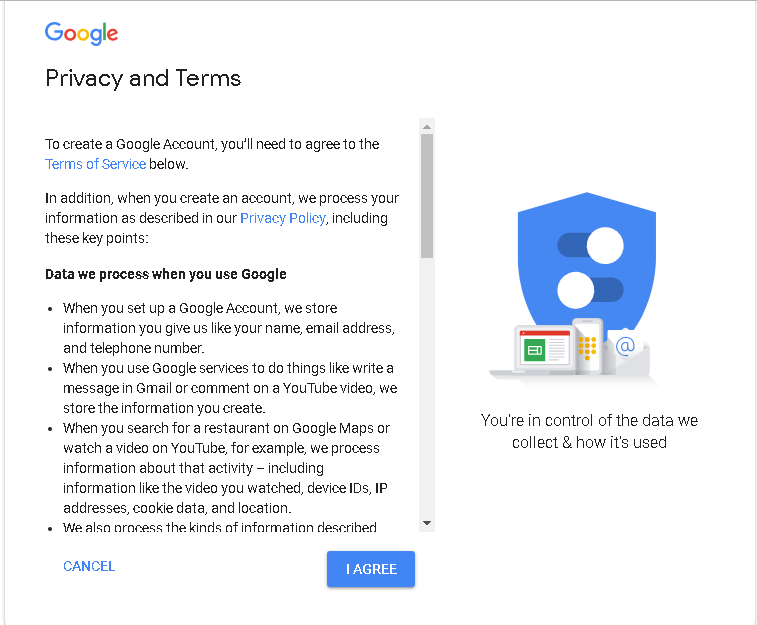 Google
Privacy and Terms
To create a Google Account, you'll need to agree to the
Terms of Service below.
In addition, when you create an account, we process your
information as described in our Privacy Policy, including
these key points:
Data we process when you use Google
• When you set up a Google Account, we store
information you give us like your name, email address,
and telephone number.
• When you use Google services to do things like write a
message in Gmail or comment on a YouTube video, we
store the information you create.
• When you search for a restaurant on Google Maps or
watch a video on YouTube, for example, we process
information about that activity – including
information like the video you watched, device IDs, IP
addresses, cookie data, and location.
• We also process the kinds of information described
CANCEL
I AGREE
@
You're in control of the data we
collect & how it's used